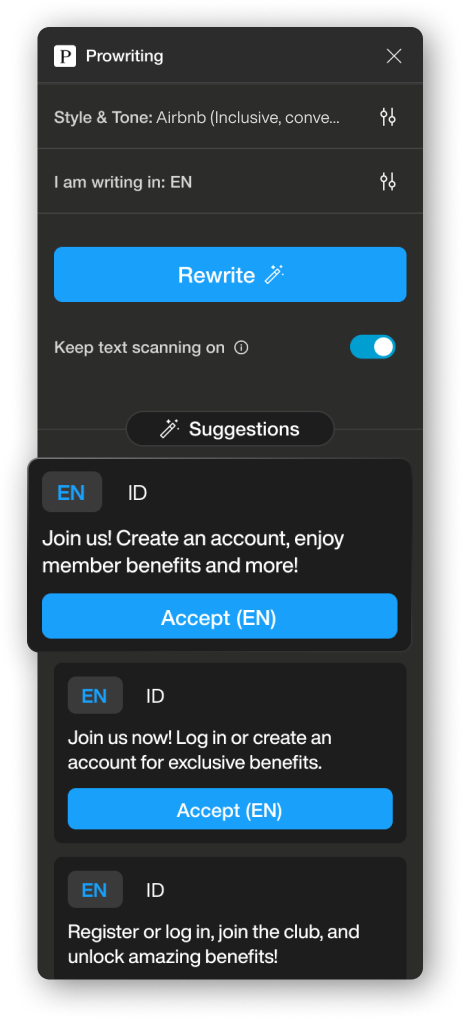 P Prowriting
Style & Tone: Airbnb (Inclusive, conve...
I am writing in: EN
Rewrite
Keep text scanning on
Suggestions
EN ID
Join us! Create an account, enjoy
member benefits and more!
Accept (EN)
EN ID
Join us now! Log in or create an
account for exclusive benefits.
Accept (EN)
EN ID
Register or log in, join the club, and
unlock amazing benefits!